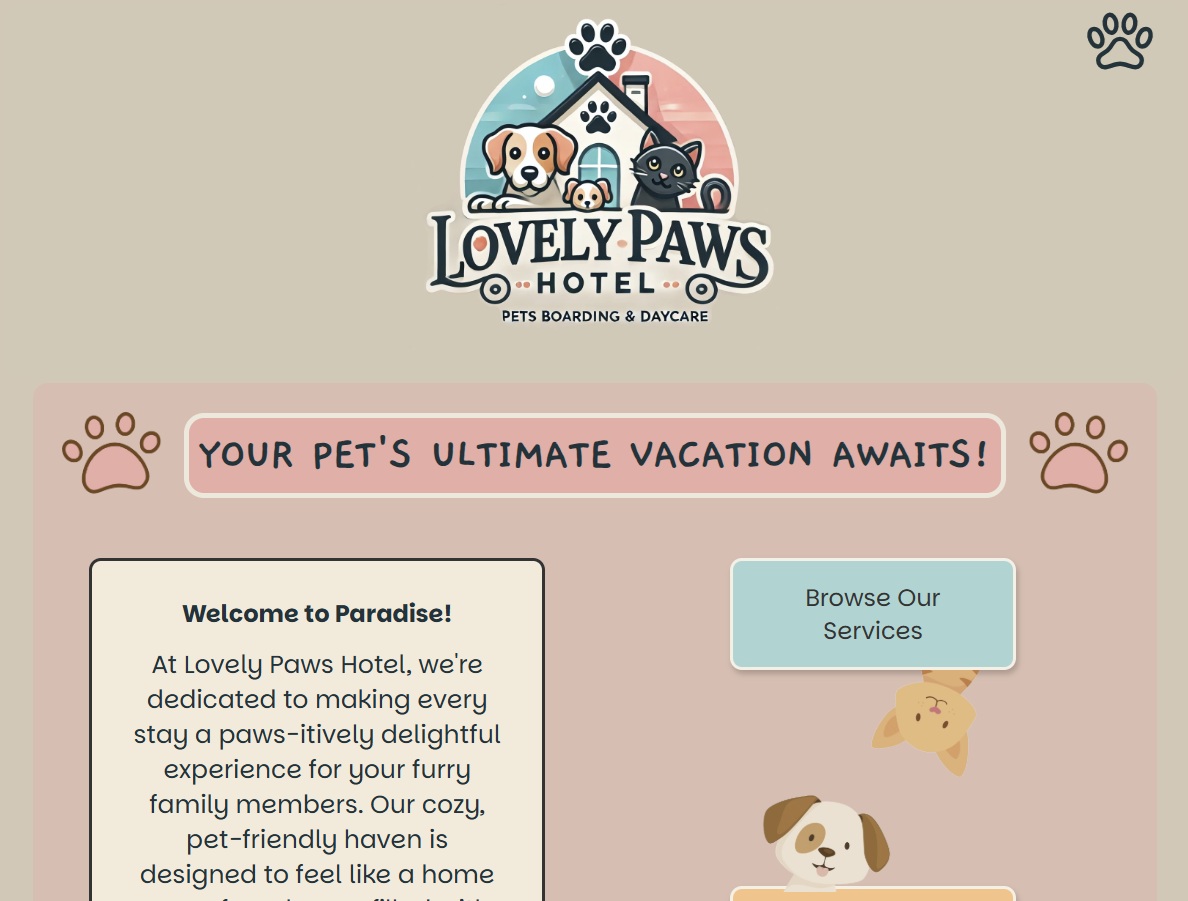 LOVELY PAWS
HOTEL
PETS BOARDING & DAYCARE
YOUR PET'S ULTIMATE VACATION AWAITS!
Welcome to Paradise!
At Lovely Paws Hotel, we're
dedicated to making every
stay a paws-itively delightful
experience for your furry
family members. Our cozy,
pet-friendly haven is
designed to feel like a home
Browse Our
Services